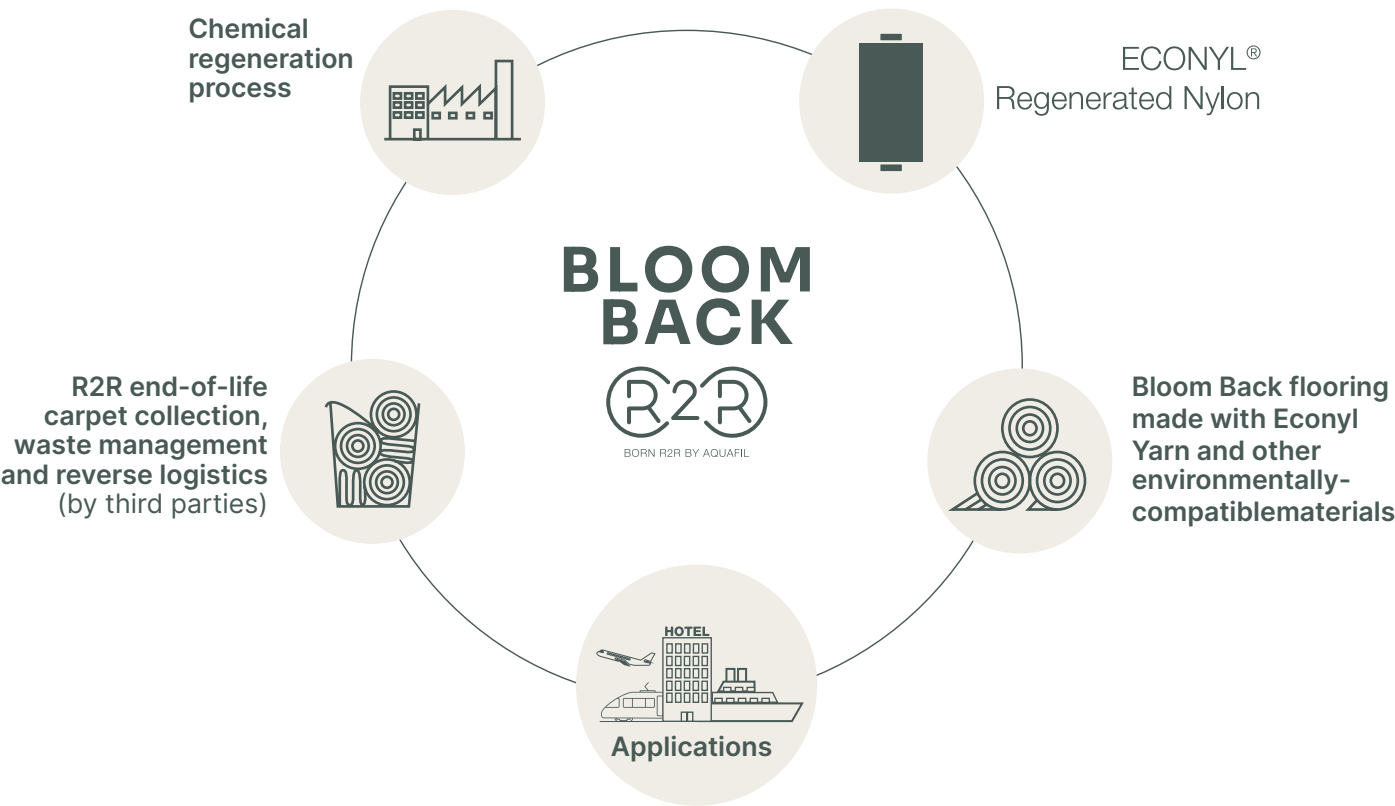 Chemical
regeneration
process
ECONYL®
Regenerated Nylon
BLOOM
BACK
R2R
BORN R2R BY AQUAFIL
R2R end-of-life
carpet collection,
waste management
and reverse logistics
(by third parties)
Bloom Back flooring
made with Econyl
Yarn and other
environmentally-
compatiblematerials
HOTEL
Applications